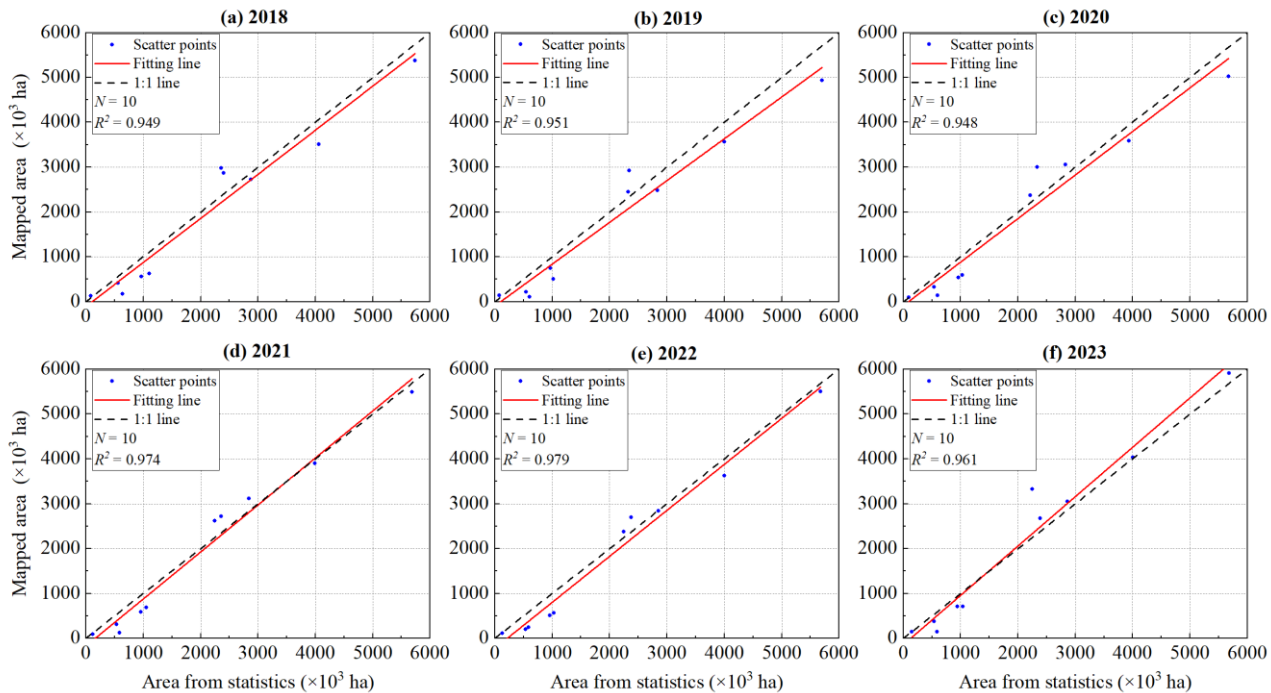 (a) 2018
6000
5000
4000
3000
2000
1000
0
Mapped area (×10³ ha)
Scatter points
Fitting line
1:1 line
N = 10
R² = 0.949
0 1000 2000 3000 4000 5000 6000
(b) 2019
6000
5000
4000
3000
2000
1000
0
Scatter points
Fitting line
1:1 line
N = 10
R² = 0.951
0 1000 2000 3000 4000 5000 6000
(c) 2020
6000
5000
4000
3000
2000
1000
0
Scatter points
Fitting line
1:1 line
N = 10
R² = 0.948
0 1000 2000 3000 4000 5000 6000
(d) 2021
6000
5000
4000
3000
2000
1000
0
Mapped area (×10³ ha)
Scatter points
Fitting line
1:1 line
N = 10
R² = 0.974
0 1000 2000 3000 4000 5000 6000
Area from statistics (×10³ ha)
(e) 2022
6000
5000
4000
3000
2000
1000
0
Scatter points
Fitting line
1:1 line
N = 10
R² = 0.979
0 1000 2000 3000 4000 5000 6000
Area from statistics (×10³ ha)
(f) 2023
6000
5000
4000
3000
2000
1000
0
Scatter points
Fitting line
1:1 line
N = 10
R² = 0.961
0 1000 2000 3000 4000 5000 6000
Area from statistics (×10³ ha)